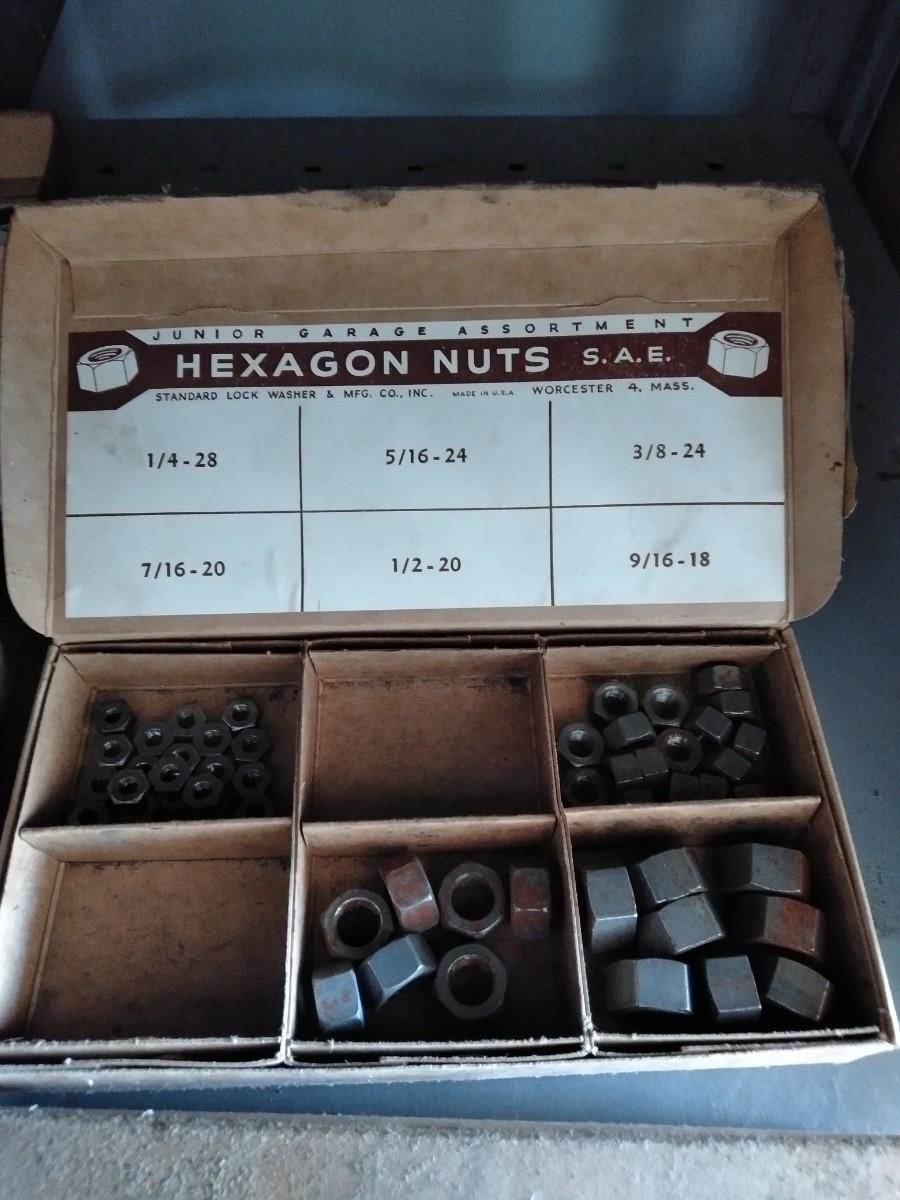 JUNIOR GARAGE ASSORTMENT
HEXAGON NUTS S.A.E.
STANDARD LOCK WASHER & MFG. CO., INC. MADE IN U.S.A WORCESTER 4, MASS.
1/4-28 5/16-24 3/8-24
7/16-20 1/2-20 9/16-18